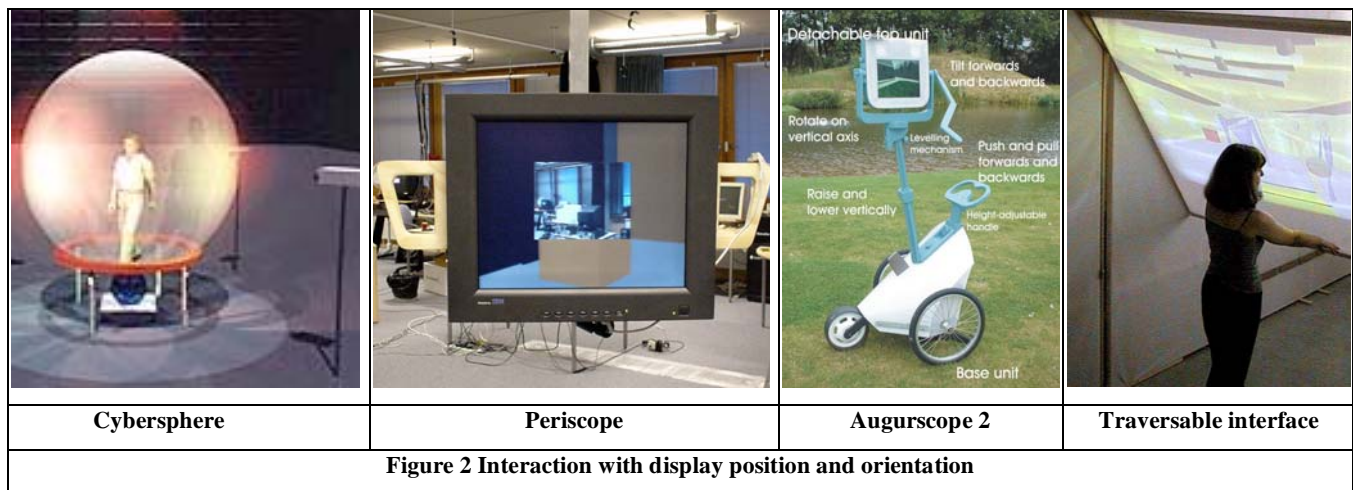 Detachable top unit
Tilt forwards
and backwards
Rotate on
vertical axis
Levelling
mechanism
Push and pull
forwards and
backwards
Raise and
lower vertically
Height-adjustable
handle
Base unit
Cybersphere
Periscope
Augurscope 2
Traversable interface
Figure 2 Interaction with display position and orientation